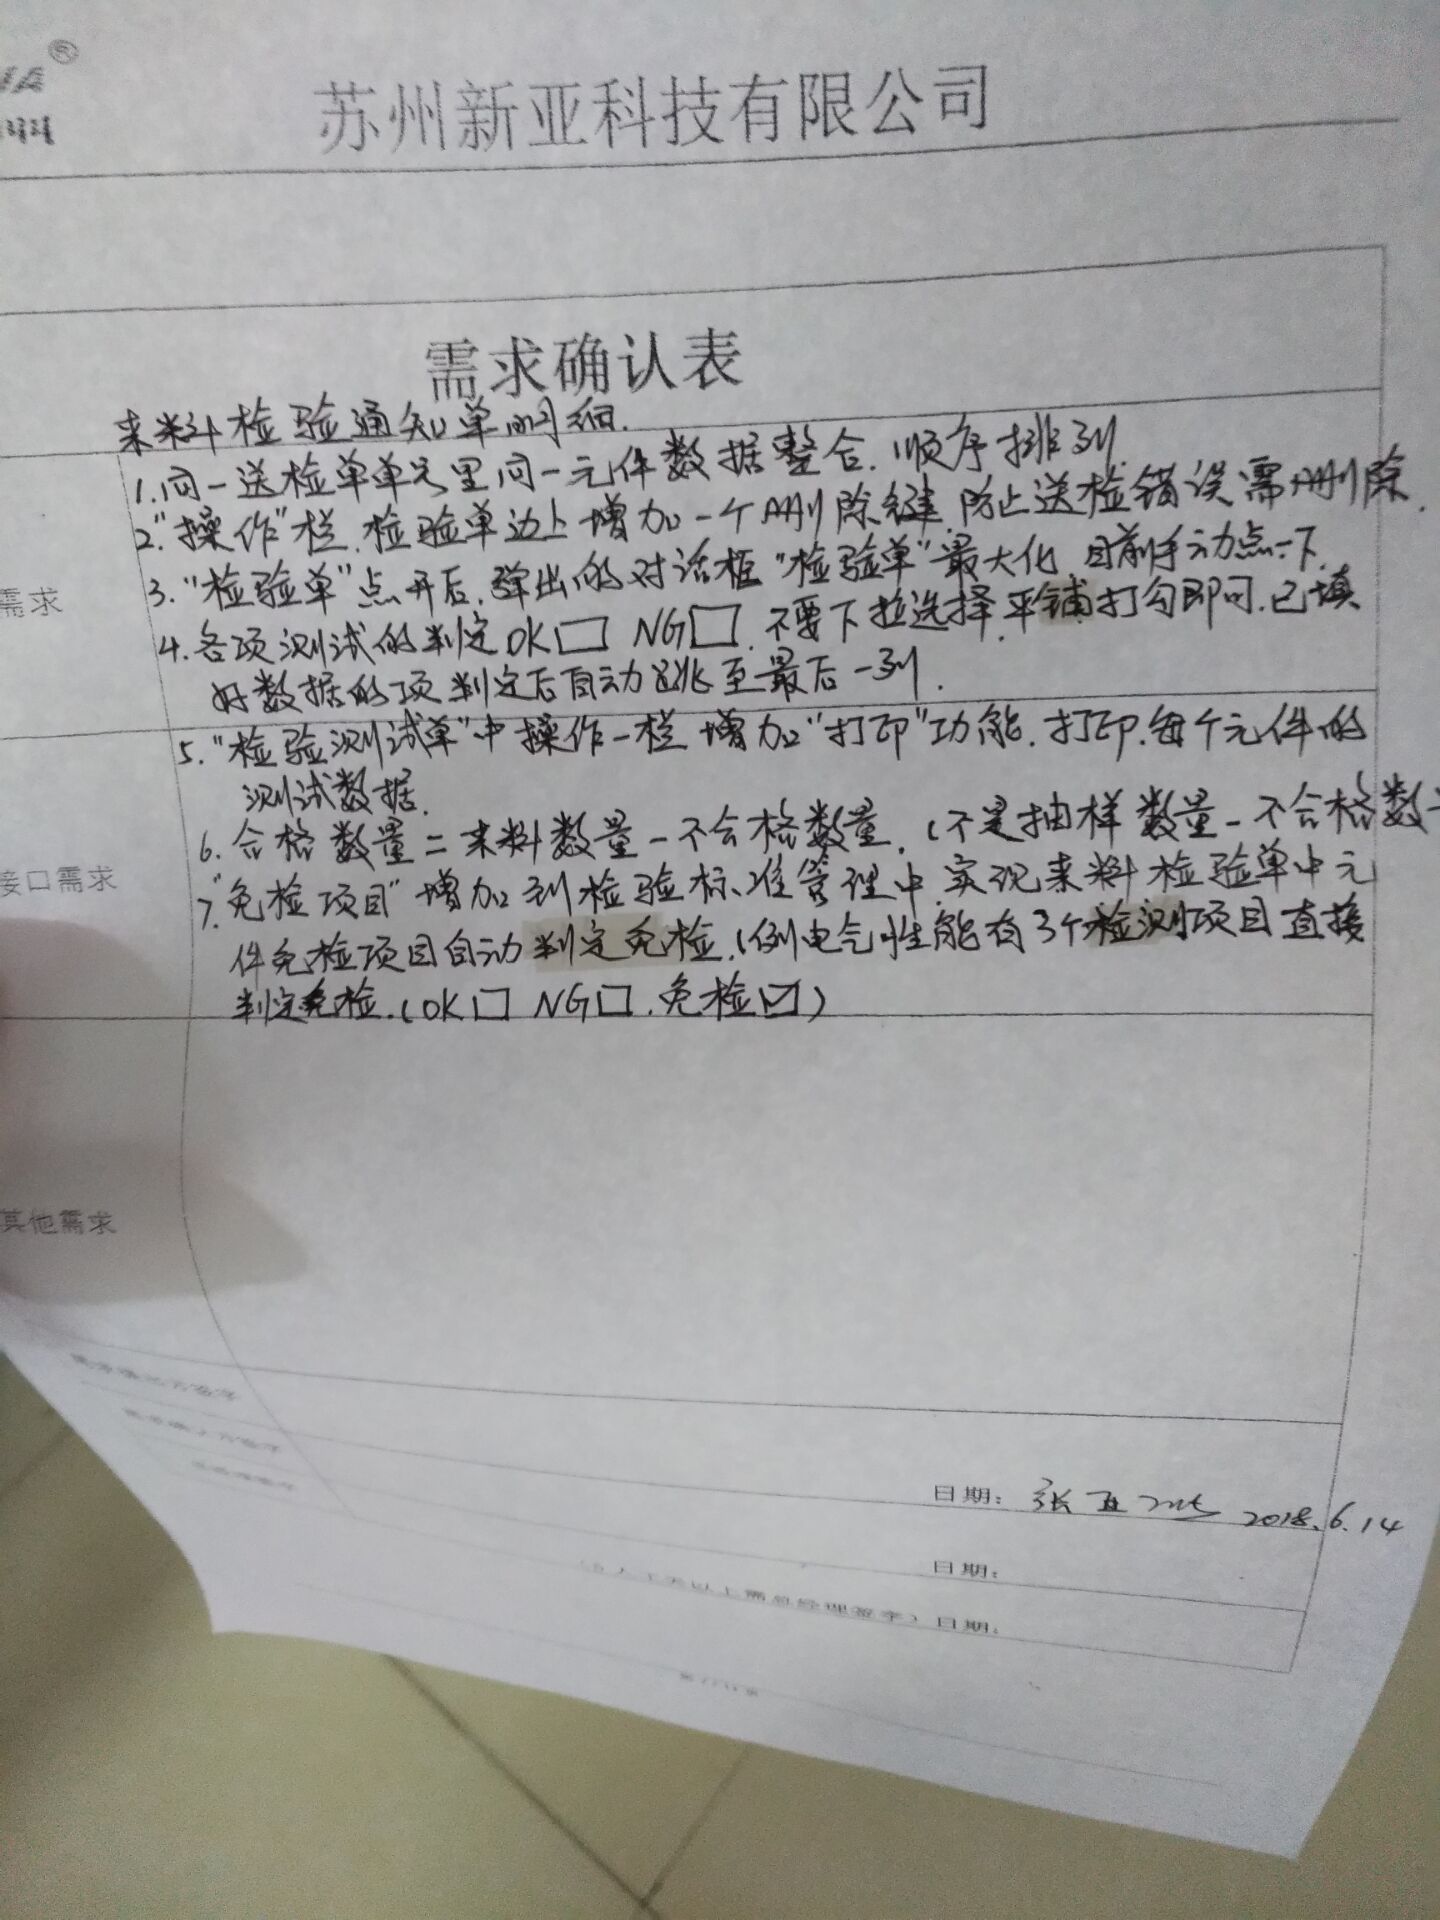 苏州新亚科技有限公司
需求确认表
来料检验通知单明细.
1.同一送检单单号里同一元件数据整合.顺序排列.
2."操作"栏.检验单边上增加一个删除键.防止送检错误需删除.
需求
3."检验单"点开后.弹出的对话框"检验单"最大化.目前手动点一下.
4.各项测试的判定OK□ NG□.不要下拉选择.平铺打勾即可.已填
好数据的项判定后自动跳至最后一列.
5."检验测试单"中操作一栏增加"打印"功能.打印.每个元件的
测试数据.
6.合格数量=来料数量-不合格数量.(不是抽样数量-不合格数
接口需求
7."免检项目"增加到检验标准管理中.实现来料检验单中元
件免检项目自动判定免检.(例电气性能有3个检测项目直接
判定免检.(OK□ NG□.免检☑)
其他需求
日期: 张亚 2018.6.14
日期:
人工天以上需总经理签字)日期: